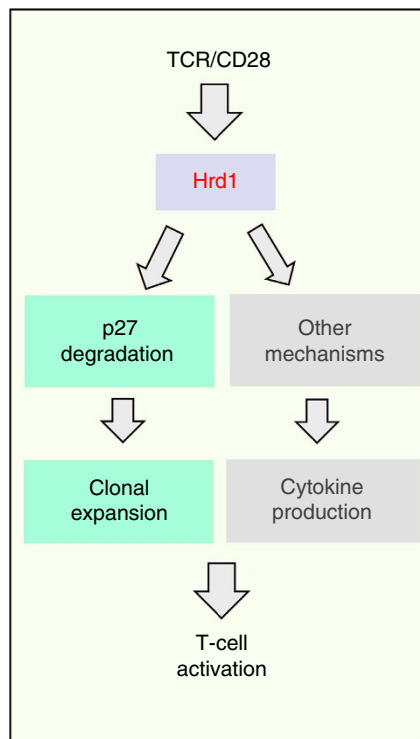 TCR/CD28
Hrd1
p27
degradation
Other
mechanisms
Clonal
expansion
Cytokine
production
T-cell
activation